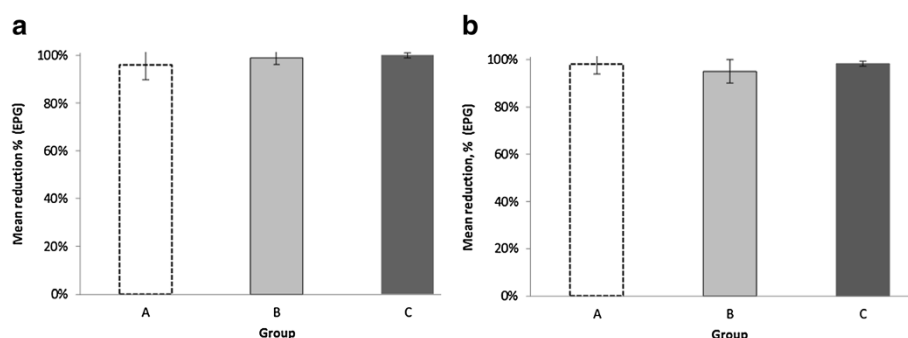 a
Mean reduction % (EPG)
100%
80%
60%
40%
20%
0%
A B C
Group
b
Mean reduction, % (EPG)
100%
80%
60%
40%
20%
0%
A B C
Group